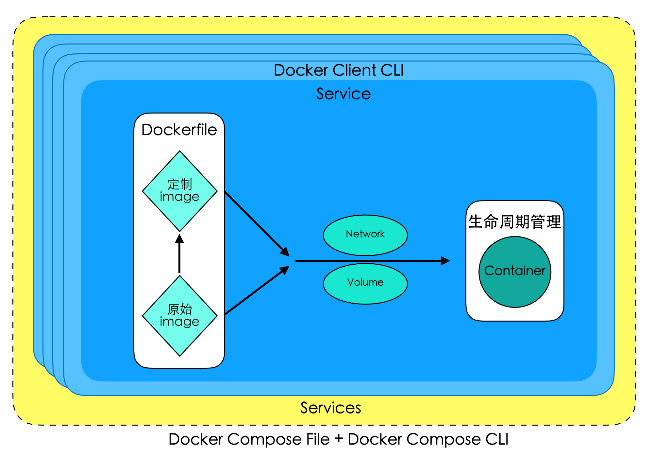 Docker Client CLI
Service
Dockerfile
定制
image
原始
image
Network
Volume
生命周期管理
Container
Services
Docker Compose File + Docker Compose CLI